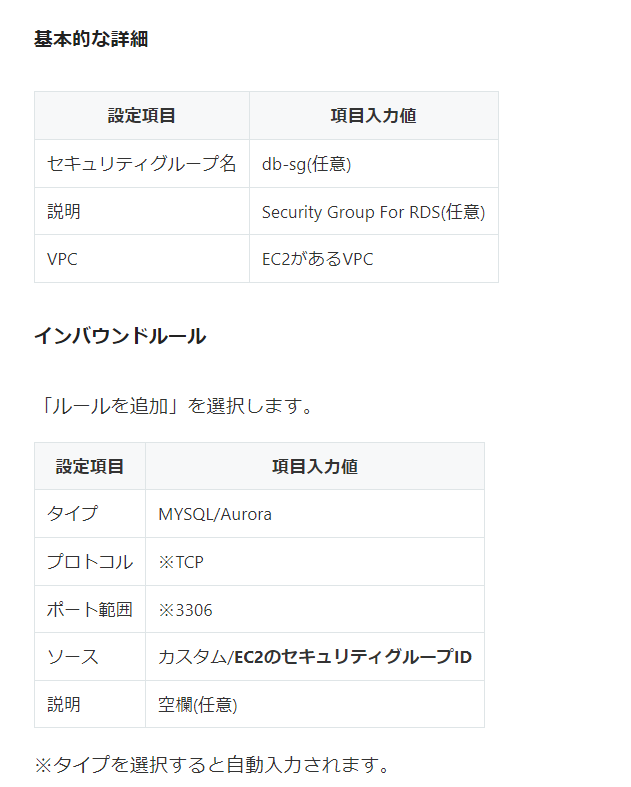 基本的な詳細
設定項目 項目入力値
セキュリティグループ名 db-sg(任意)
説明 Security Group For RDS(任意)
VPC EC2があるVPC
インバウンドルール
「ルールを追加」を選択します。
設定項目 項目入力値
タイプ MYSQL/Aurora
プロトコル ※TCP
ポート範囲 ※3306
ソース カスタム/EC2のセキュリティグループID
説明 空欄(任意)
※タイプを選択すると自動入力されます。